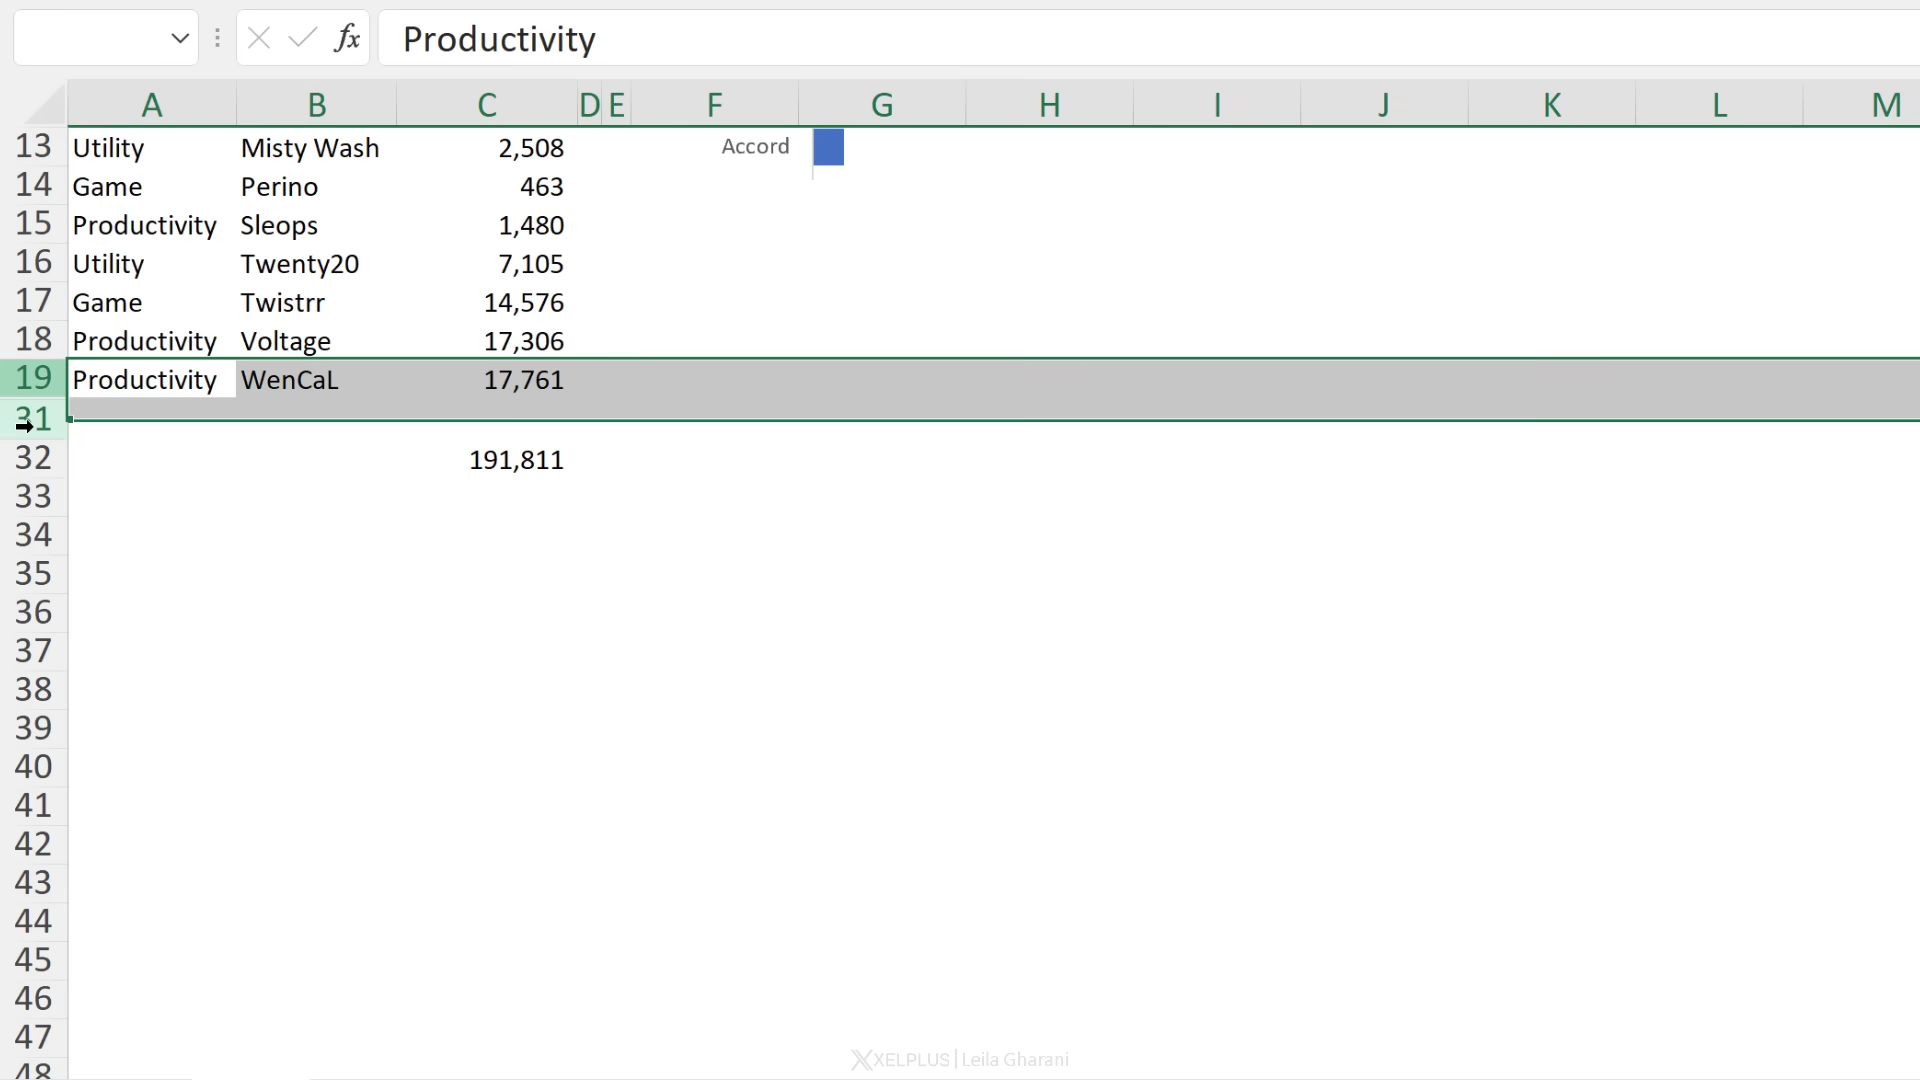 fx Productivity
A B C D E F G H I J K L M
13 Utility Misty Wash 2,508 Accord
14 Game Perino 463
15 Productivity Sleops 1,480
16 Utility Twenty20 7,105
17 Game Twistrr 14,576
18 Productivity Voltage 17,306
19 Productivity WenCaL 17,761
31
32 191,811
33
34
35
36
37
38
39
40
41
42
43
44
45
46
47
48
XELPLUS | Leila Gharani